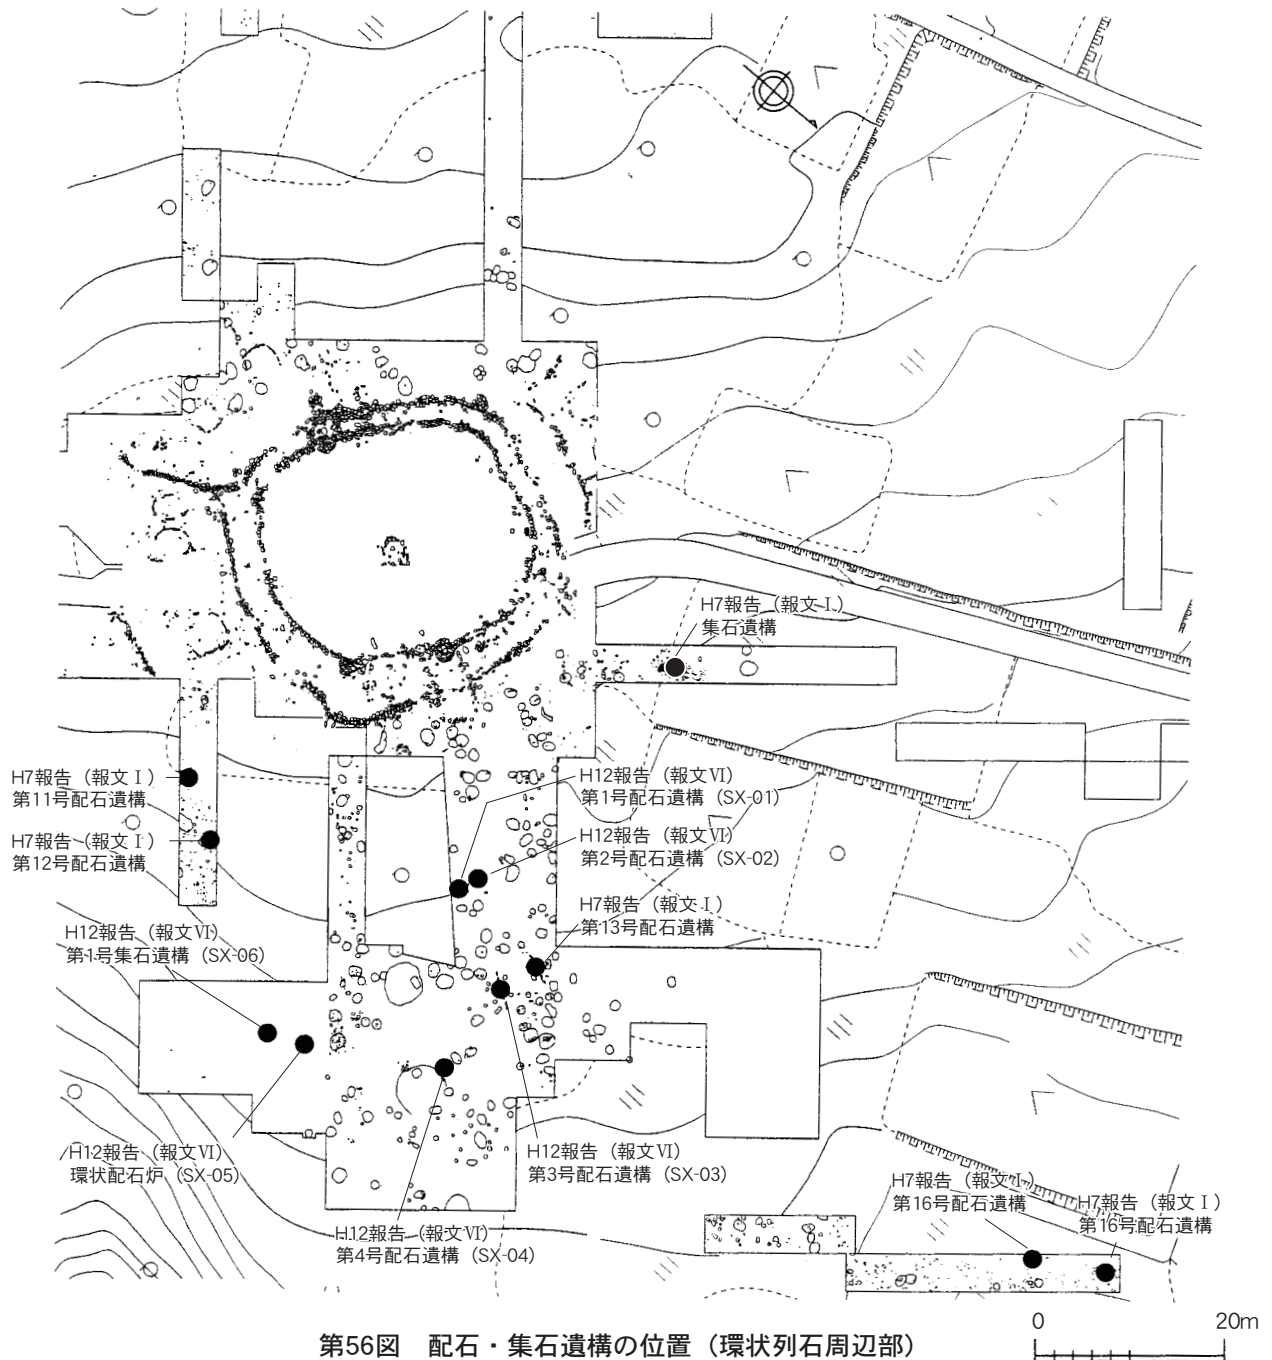 H7報告（報文Ⅰ）
集石遺構
H7報告（報文Ⅰ）
第11号配石遺構
H7報告（報文Ⅰ）
第12号配石遺構
H12報告（報文Ⅵ）
第1号配石遺構（SX-01）
H12報告（報文Ⅵ）
第2号配石遺構（SX-02）
H7報告（報文Ⅰ）
第13号配石遺構
H12報告（報文Ⅵ）
第1号集石遺構（SX-06）
H12報告（報文Ⅵ）
環状配石炉（SX-05）
H12報告（報文Ⅵ）
第3号配石遺構（SX-03）
H12報告（報文Ⅵ）
第4号配石遺構（SX-04）
H7報告（報文Ⅰ）
第16号配石遺構
H7報告（報文Ⅰ）
第16号配石遺構
0 20m
第56図　配石・集石遺構の位置（環状列石周辺部）